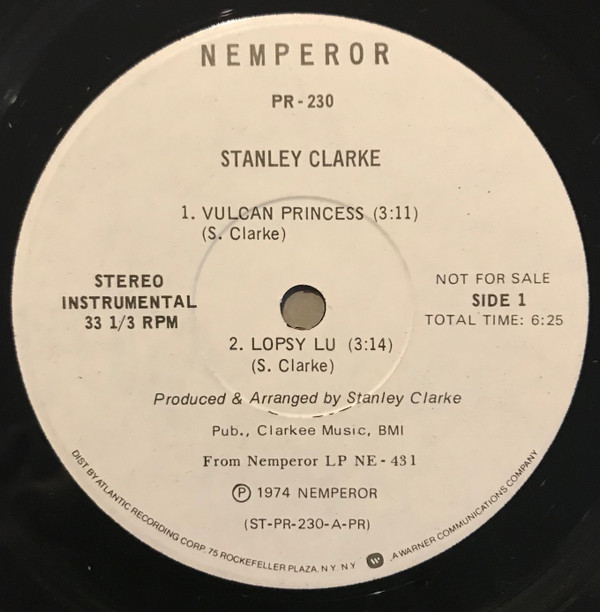 NEMPEROR
PR-230
STANLEY CLARKE
1. VULCAN PRINCESS (3:11)
(S. Clarke)
STEREO
INSTRUMENTAL
33 1/3 RPM
NOT FOR SALE
SIDE 1
TOTAL TIME: 6:25
2. LOPSY LU (3:14)
(S. Clarke)
Produced & Arranged by Stanley Clarke
Pub., Clarkee Music, BMI
From Nemperor LP NE-431
Ⓟ 1974 NEMPEROR
(ST-PR-230-A-PR)
DIST BY ATLANTIC RECORDING CORP. 75 ROCKEFELLER PLAZA. N.Y. N.Y. W .A WARNER COMMUNICATIONS COMPANY